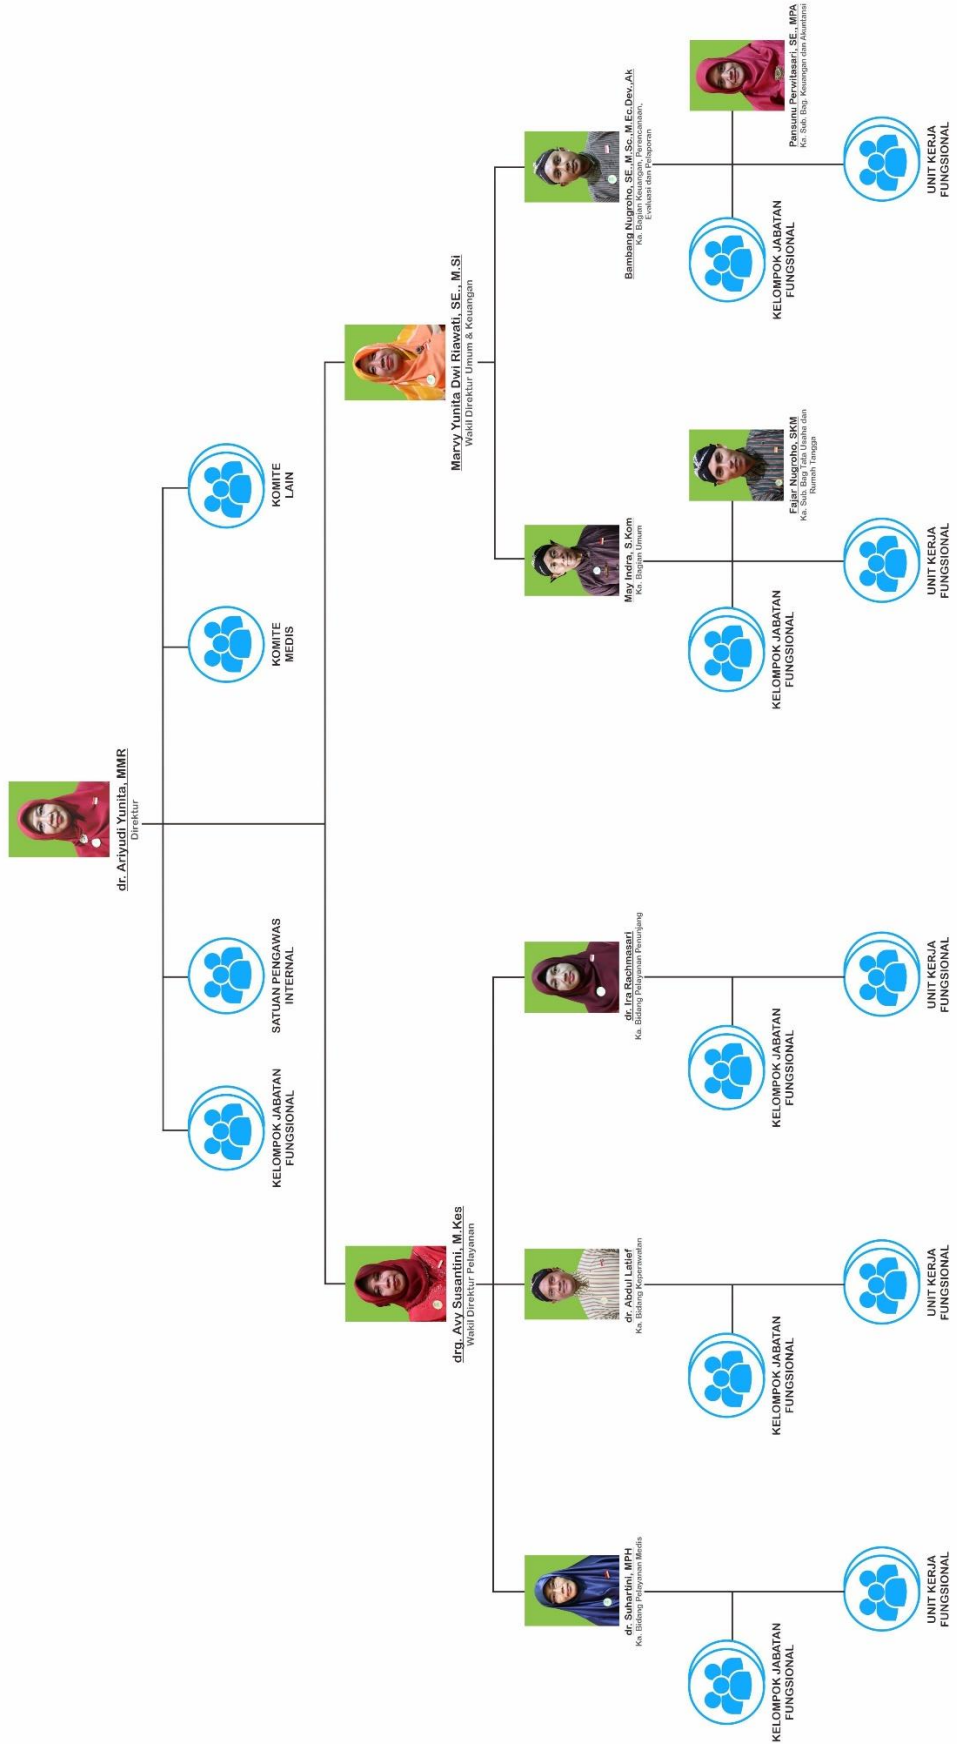 dr. Ariyudi Yunita, MMR
Direktur
KELOMPOK JABATAN
FUNGSIONAL
SATUAN PENGAWAS
INTERNAL
KOMITE
MEDIS
KOMITE
LAIN
drg. Avy Susantini, M.Kes
Wakil Direktur Pelayanan
Marvy Yunita Dwi Riawati, SE., M.Si
Wakil Direktur Umum & Keuangan
dr. Suhartini, MPH
Ka. Bidang Pelayanan Medis
dr. Abdul Latief
Ka. Bidang Keperawatan
dr. Ira Rachmasari
Ka. Bidang Pelayanan Penunjang
May Indra, S.Kom
Ka. Bagian Umum
Bambang Nugroho, SE.,M.Sc.,M.Ec.Dev.,Ak
Ka. Bagian Keuangan, Perencanaan,
Evaluasi dan Pelaporan
KELOMPOK JABATAN
FUNGSIONAL
KELOMPOK JABATAN
FUNGSIONAL
KELOMPOK JABATAN
FUNGSIONAL
KELOMPOK JABATAN
FUNGSIONAL
Fajar Nugroho, SKM
Ka. Sub. Bag Tata Usaha dan
Rumah Tangga
KELOMPOK JABATAN
FUNGSIONAL
Pansunu Perwitasari, SE., MPA
Ka. Sub. Bag. Keuangan dan Akuntansi
UNIT KERJA
FUNGSIONAL
UNIT KERJA
FUNGSIONAL
UNIT KERJA
FUNGSIONAL
UNIT KERJA
FUNGSIONAL
UNIT KERJA
FUNGSIONAL